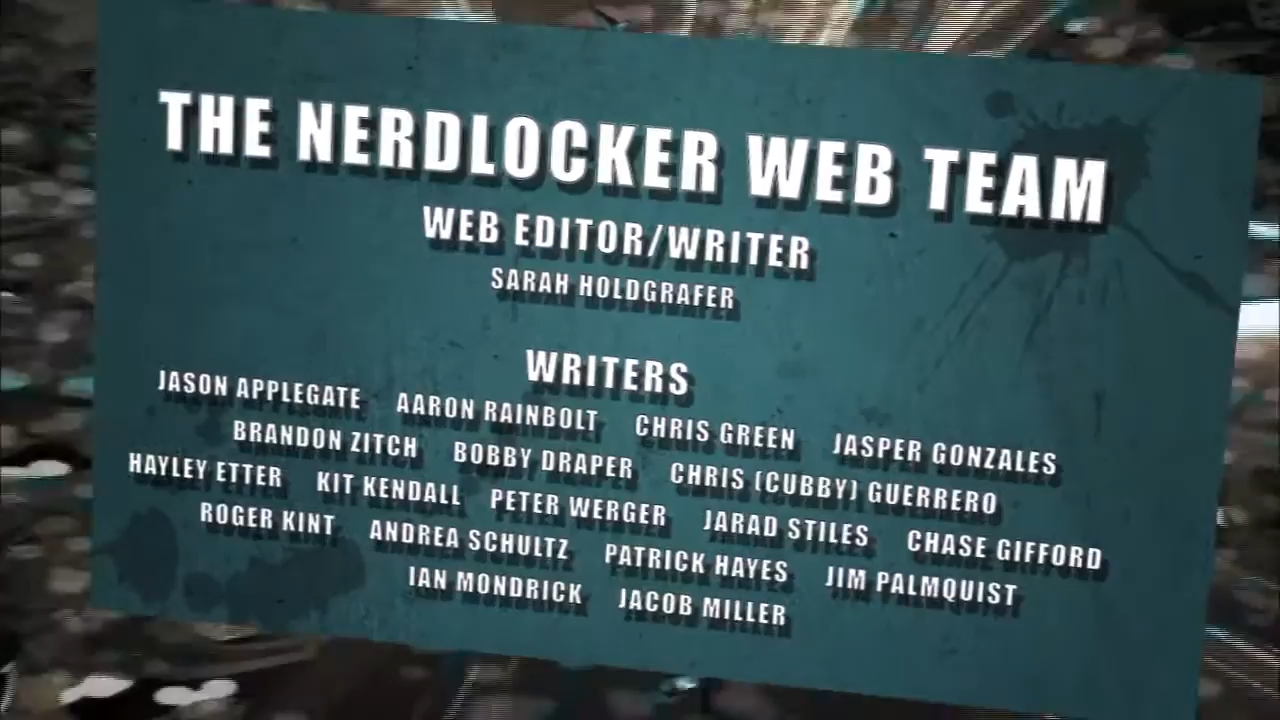 THE NERDLOCKER WEB TEAM
WEB EDITOR/WRITER
SARAH HOLDGRAFER
WRITERS
JASON APPLEGATE AARON RAINBOLT CHRIS GREEN JASPER GONZALES
BRANDON ZITCH BOBBY DRAPER CHRIS (CUBBY) GUERRERO
HAYLEY ETTER KIT KENDALL PETER WERGER JARAD STILES CHASE GIFFORD
ROGER KINT ANDREA SCHULTZ PATRICK HAYES JIM PALMQUIST
IAN MONDRICK JACOB MILLER